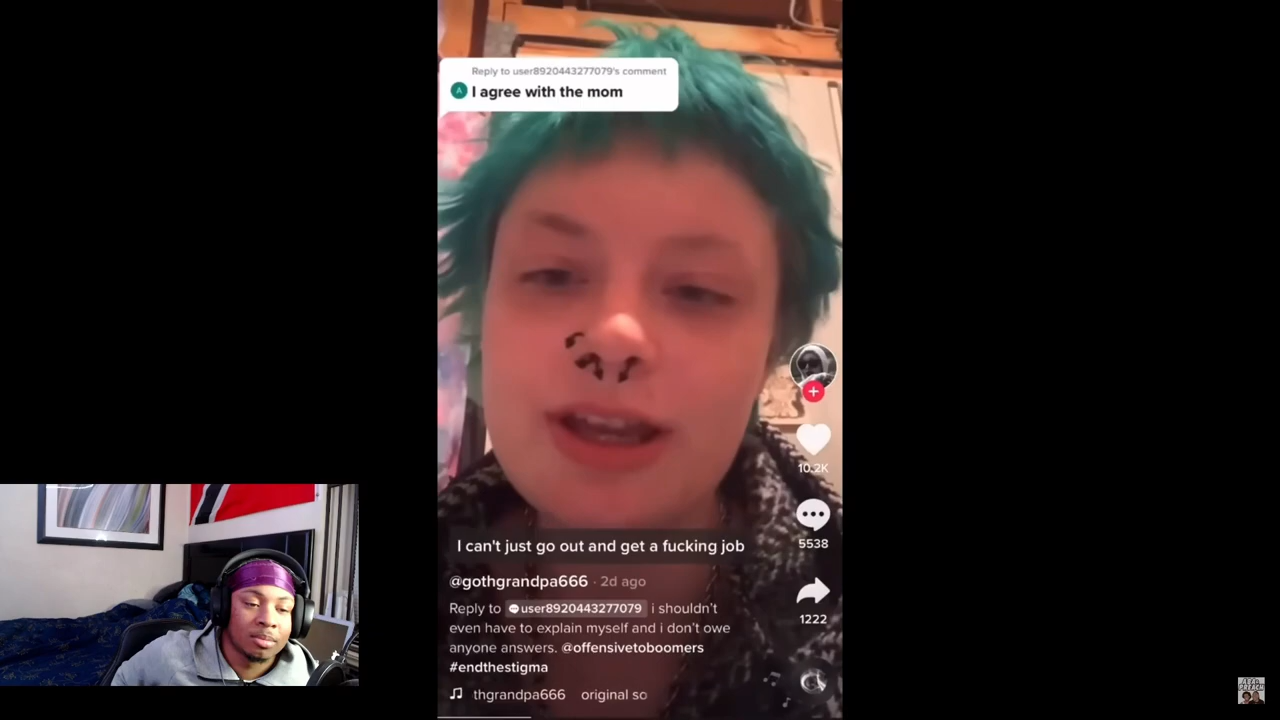 Reply to user8920443277079's comment
A
I agree with the mom
10.2K
I can't just go out and get a fucking job
5538
@gothgrandpa666 · 2d ago
Reply to user8920443277079 i shouldn't
even have to explain myself and i don't owe
anyone answers. @offensivetoboomers
#endthestigma
1222
thgrandpa666 original so